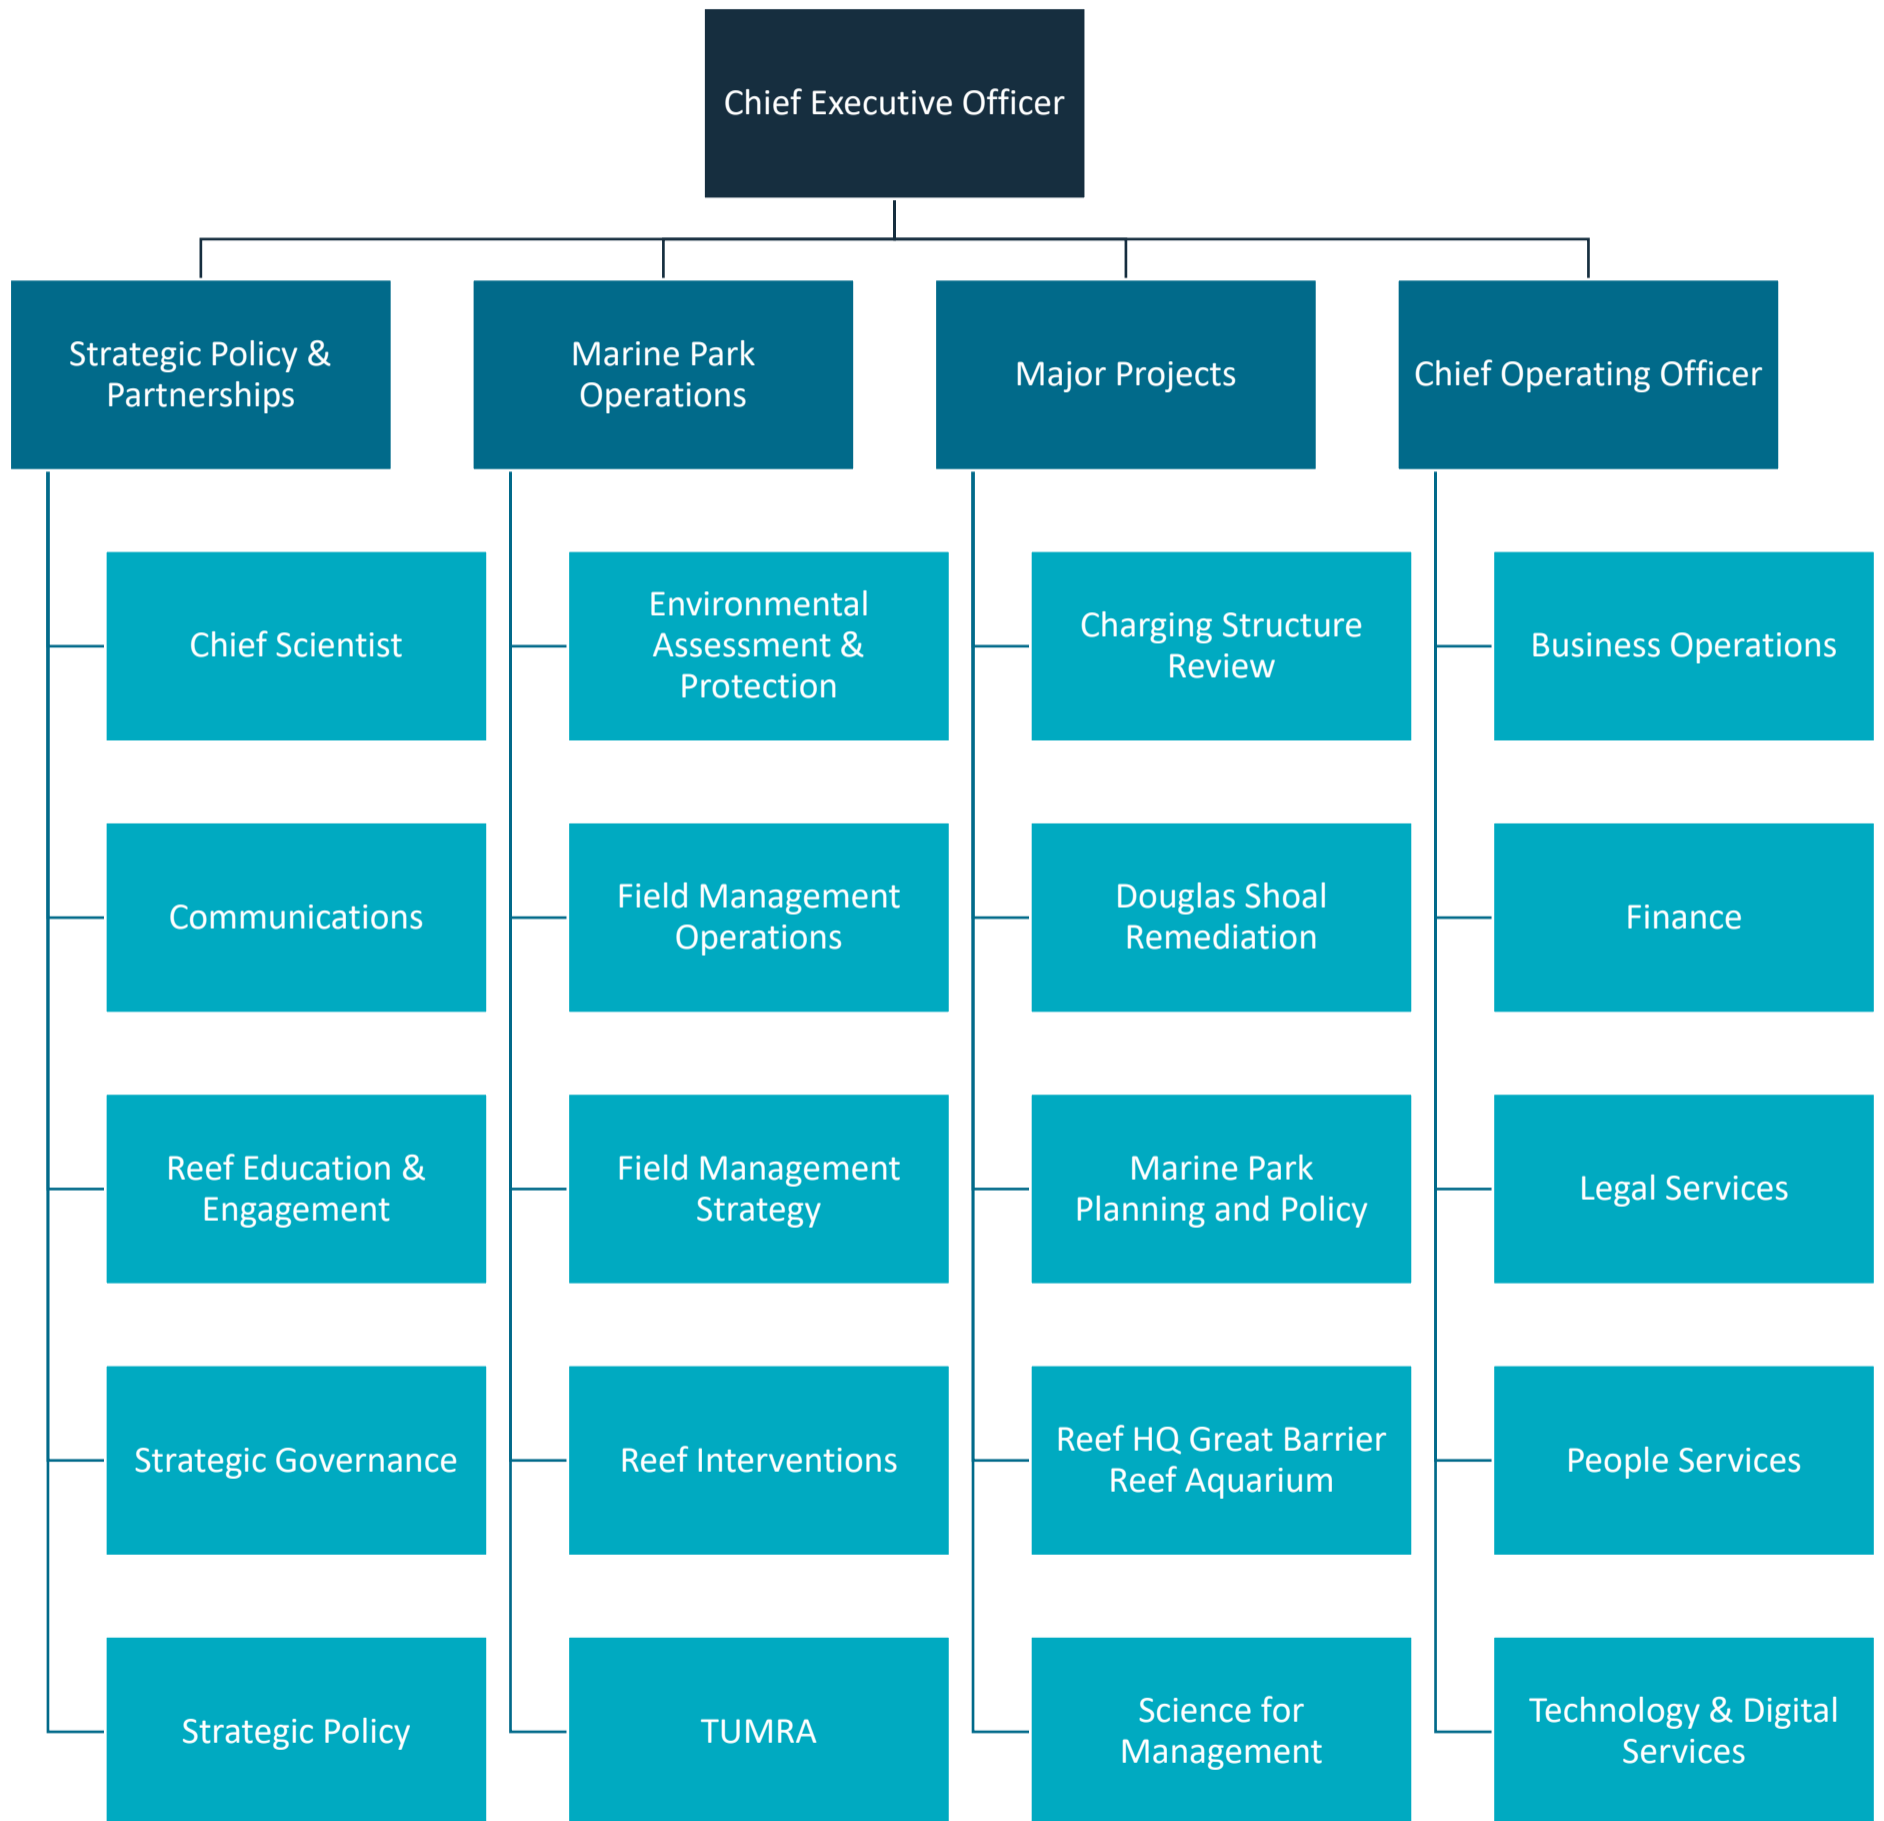 Chief Executive Officer
Strategic Policy &
Partnerships
Marine Park
Operations
Major Projects
Chief Operating Officer
Chief Scientist
Environmental
Assessment &
Protection
Charging Structure
Review
Business Operations
Communications
Field Management
Operations
Douglas Shoal
Remediation
Finance
Reef Education &
Engagement
Field Management
Strategy
Marine Park
Planning and Policy
Legal Services
Strategic Governance
Reef Interventions
Reef HQ Great Barrier
Reef Aquarium
People Services
Strategic Policy
TUMRA
Science for
Management
Technology & Digital
Services